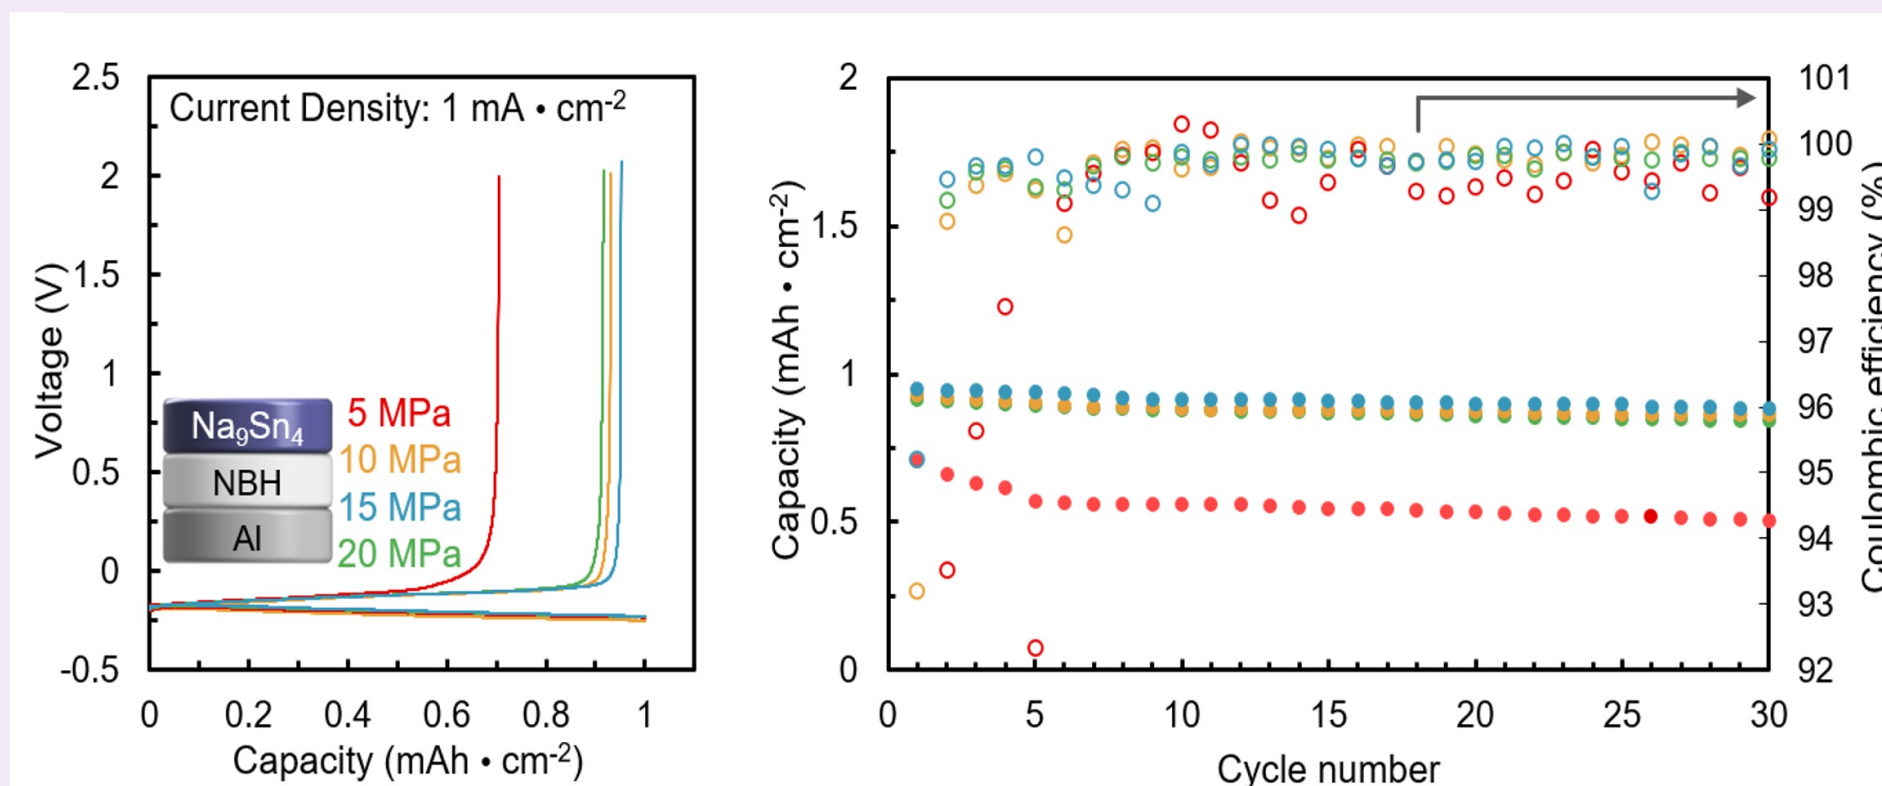 2.5
2
1.5
1
0.5
0
-0.5
Voltage (V)
Current Density: 1 mA • cm-2
Na9Sn4
NBH
Al
5 MPa
10 MPa
15 MPa
20 MPa
0 0.2 0.4 0.6 0.8 1
Capacity (mAh • cm-2)
2
1.5
1
0.5
0
Capacity (mAh • cm-2)
101
100
99
98
97
96
95
94
93
92
Coulombic efficiency (%)
0 5 10 15 20 25 30
Cycle number